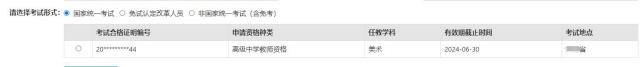 请选择考试形式： 国家统一考试 免试认定改革人员 非国家统一考试（含免考）
考试合格证明编号 申请资格种类 任教学科 有效期截止时间 考试地点
20*********44 高级中学教师资格 美术 2024-06-30 省